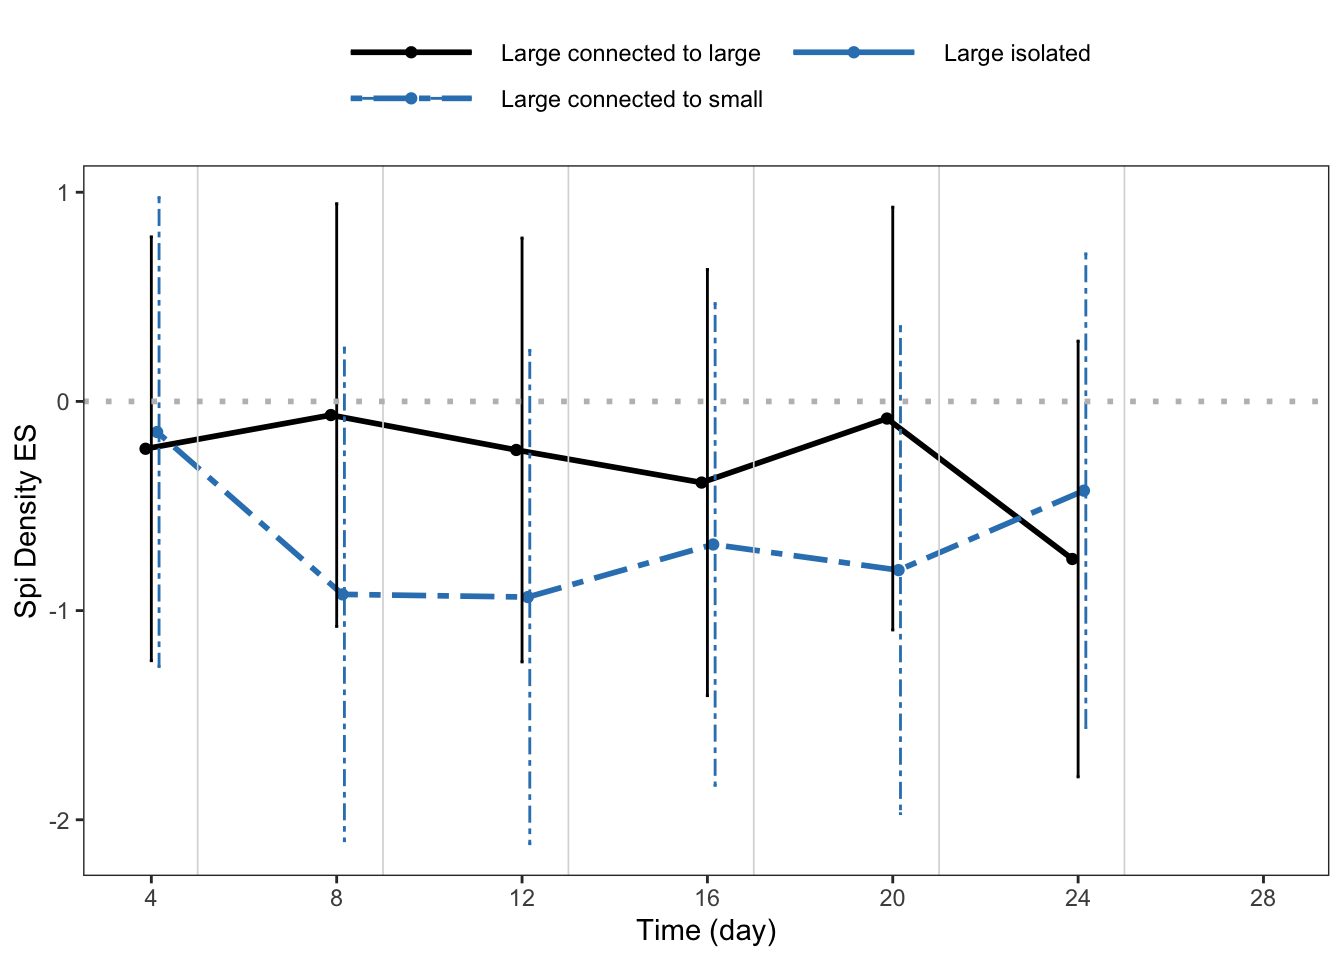 Large connected to large
Large isolated
Large connected to small
1
0
-1
-2
Spi Density ES
4 8 12 16 20 24 28
Time (day)